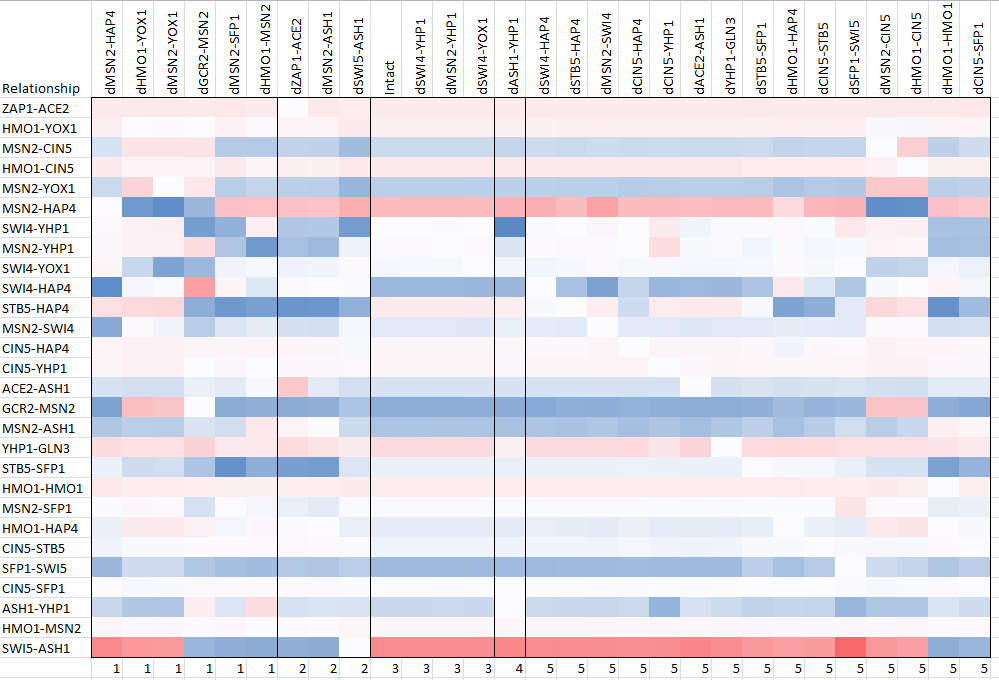 Relationship
dMSN2-HAP4
dHMO1-YOX1
dMSN2-YOX1
dGCR2-MSN2
dMSN2-SFP1
dHMO1-MSN2
dZAP1-ACE2
dMSN2-ASH1
dSWI5-ASH1
Intact
dSWI4-YHP1
dMSN2-YHP1
dSWI4-YOX1
dASH1-YHP1
dSWI4-HAP4
dSTB5-HAP4
dMSN2-SWI4
dCIN5-HAP4
dCIN5-YHP1
dACE2-ASH1
dYHP1-GLN3
dSTB5-SFP1
dHMO1-HAP4
dCIN5-STB5
dSFP1-SWI5
dMSN2-CIN5
dHMO1-CIN5
dHMO1-HMO1
dCIN5-SFP1
ZAP1-ACE2
HMO1-YOX1
MSN2-CIN5
HMO1-CIN5
MSN2-YOX1
MSN2-HAP4
SWI4-YHP1
MSN2-YHP1
SWI4-YOX1
SWI4-HAP4
STB5-HAP4
MSN2-SWI4
CIN5-HAP4
CIN5-YHP1
ACE2-ASH1
GCR2-MSN2
MSN2-ASH1
YHP1-GLN3
STB5-SFP1
HMO1-HMO1
MSN2-SFP1
HMO1-HAP4
CIN5-STB5
SFP1-SWI5
CIN5-SFP1
ASH1-YHP1
HMO1-MSN2
SWI5-ASH1
1 1 1 1 1 1 2 2 2 3 3 3 3 4 5 5 5 5 5 5 5 5 5 5 5 5 5 5 5